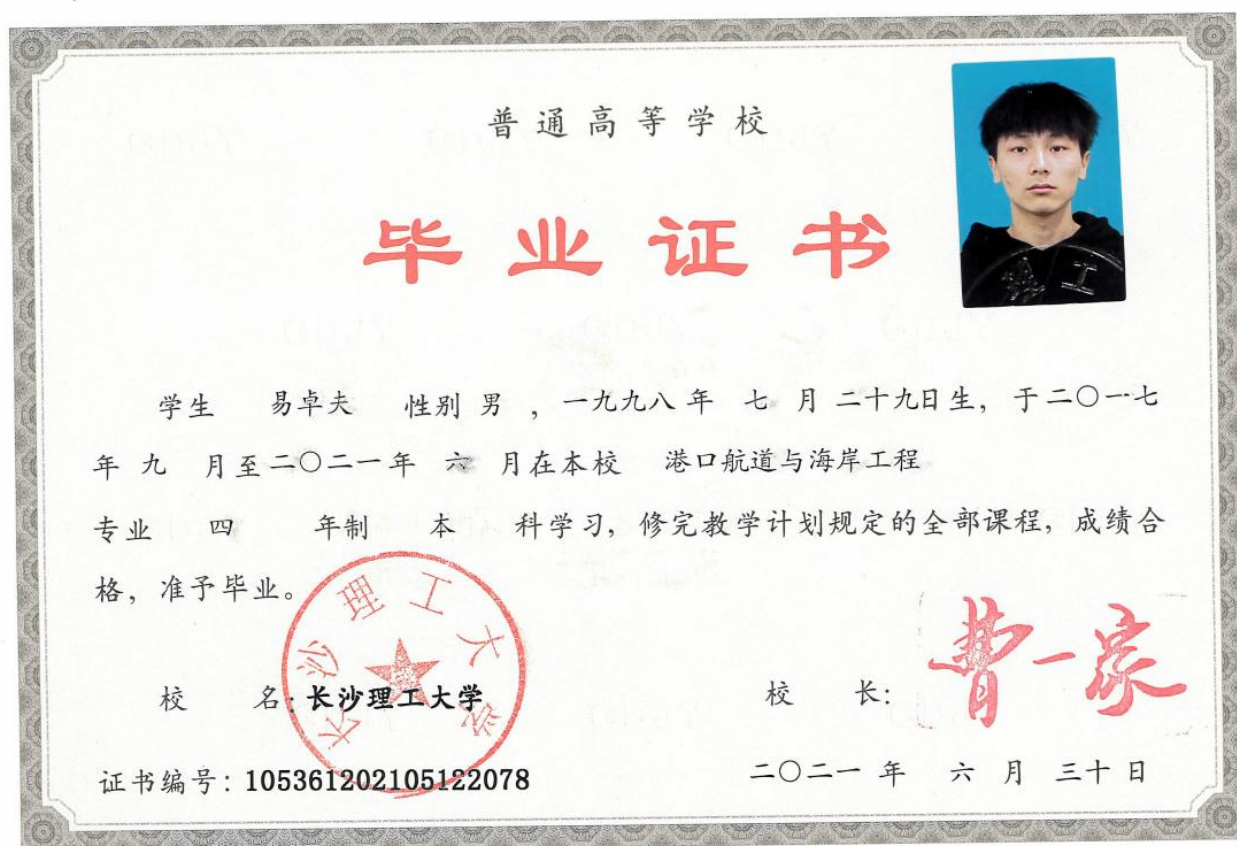 普通高等学校
毕业证书
学生 易卓夫 性别 男 ，一九九八年 七 月 二十九日生，于二〇一七
年 九 月至二〇二一年 六 月在本校 港口航道与海岸工程
专业 四 年制 本 科学习，修完教学计划规定的全部课程，成绩合
格，准予毕业。
长沙理工大学
校 名：长沙理工大学
校 长：曹一家
证书编号：105361202105122078
二〇二一 年 六 月 三十 日